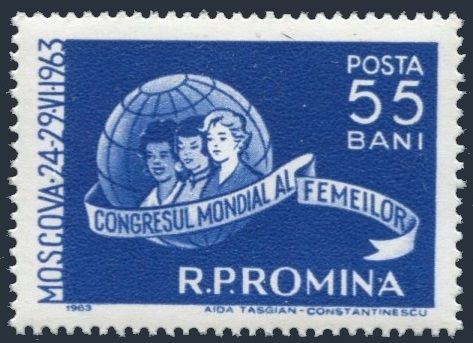 MOSCOVA·24-29·VI·1963
POSTA
55
BANI
CONGRESUL MONDIAL AL FEMEILOR
R.P.ROMINA
1963
AIDA TASGIAN-CONSTANTINESCU